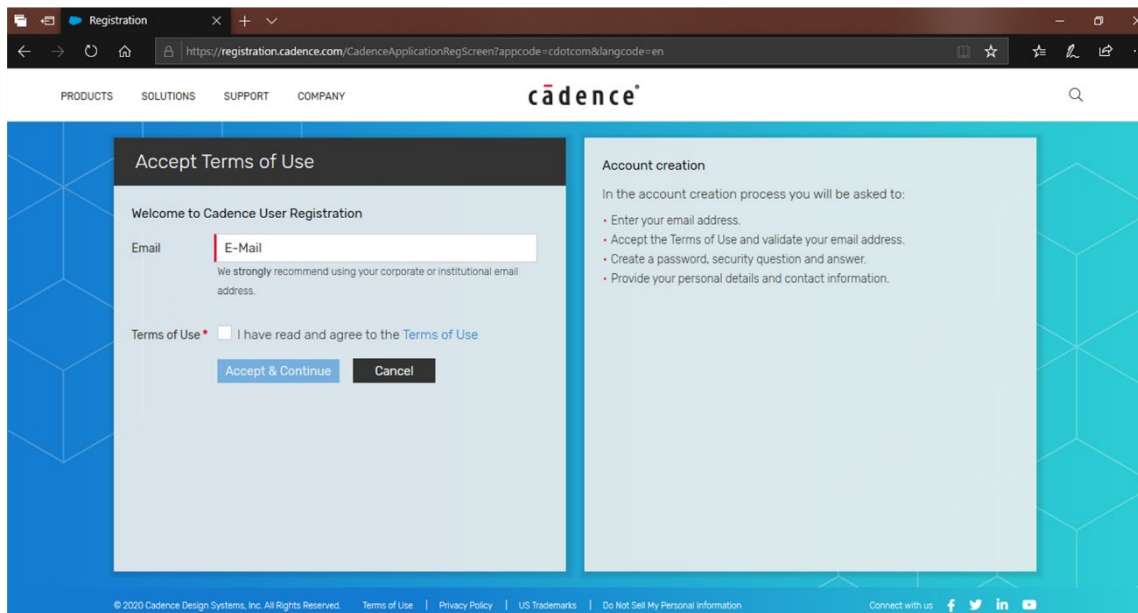 Registration
https://registration.cadence.com/CadenceApplicationRegScreen?appcode=cdotcom&langcode=en
PRODUCTS SOLUTIONS SUPPORT COMPANY
cādence®
Accept Terms of Use
Welcome to Cadence User Registration
Email E-Mail
We strongly recommend using your corporate or institutional email
address.
Terms of Use * I have read and agree to the Terms of Use
Accept & Continue Cancel
Account creation
In the account creation process you will be asked to:
• Enter your email address.
• Accept the Terms of Use and validate your email address.
• Create a password, security question and answer.
• Provide your personal details and contact information.
© 2020 Cadence Design Systems, Inc. All Rights Reserved. Terms of Use | Privacy Policy | US Trademarks | Do Not Sell My Personal Information Connect with us